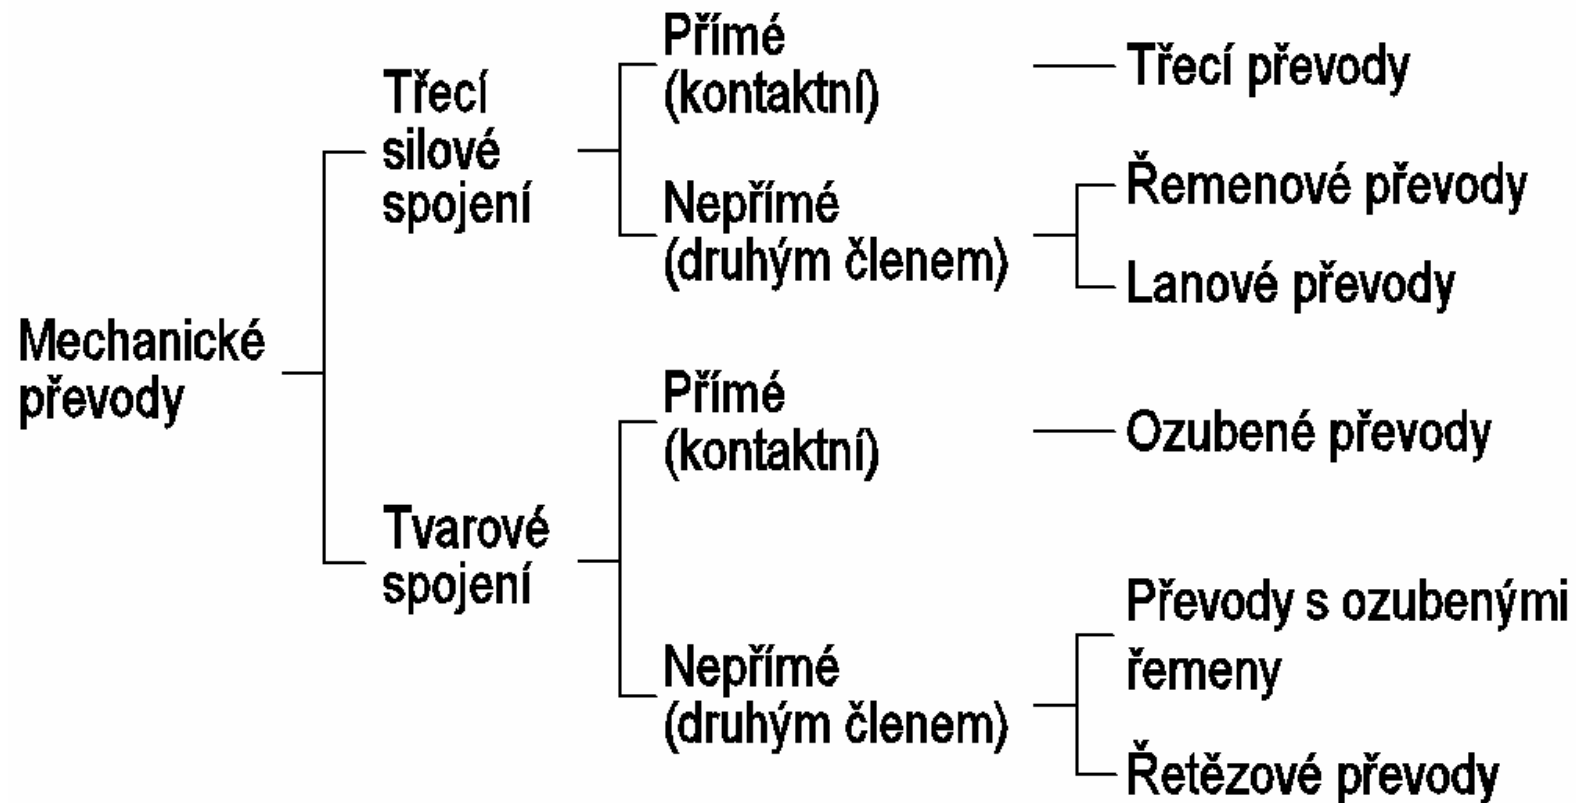 Mechanické
převody
Třecí
silové
spojení
Přímé
(kontaktní)
Třecí převody
Nepřímé
(druhým členem)
Řemenové převody
Lanové převody
Tvarové
spojení
Přímé
(kontaktní)
Ozubené převody
Nepřímé
(druhým členem)
Převody s ozubenými
řemeny
Řetězové převody